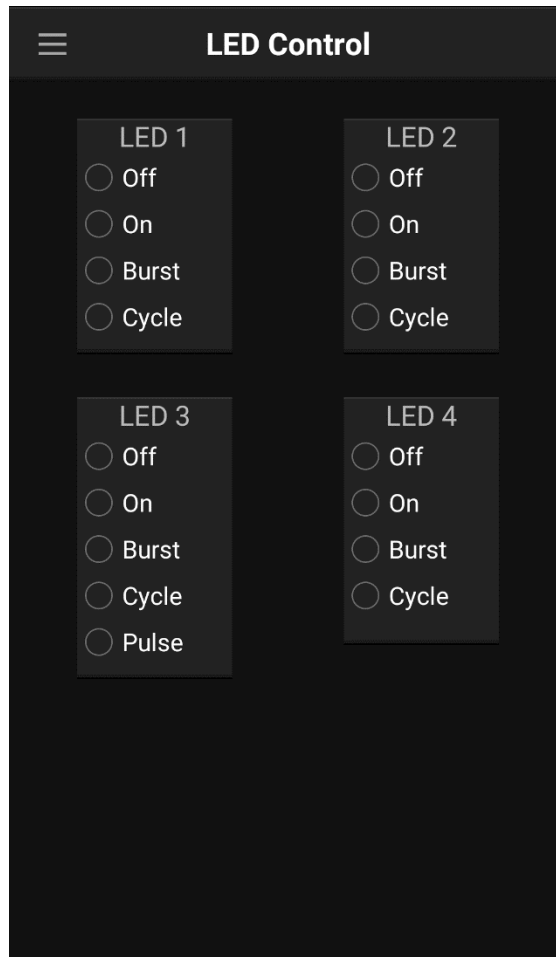 LED Control
LED 1
Off
On
Burst
Cycle
LED 2
Off
On
Burst
Cycle
LED 3
Off
On
Burst
Cycle
Pulse
LED 4
Off
On
Burst
Cycle